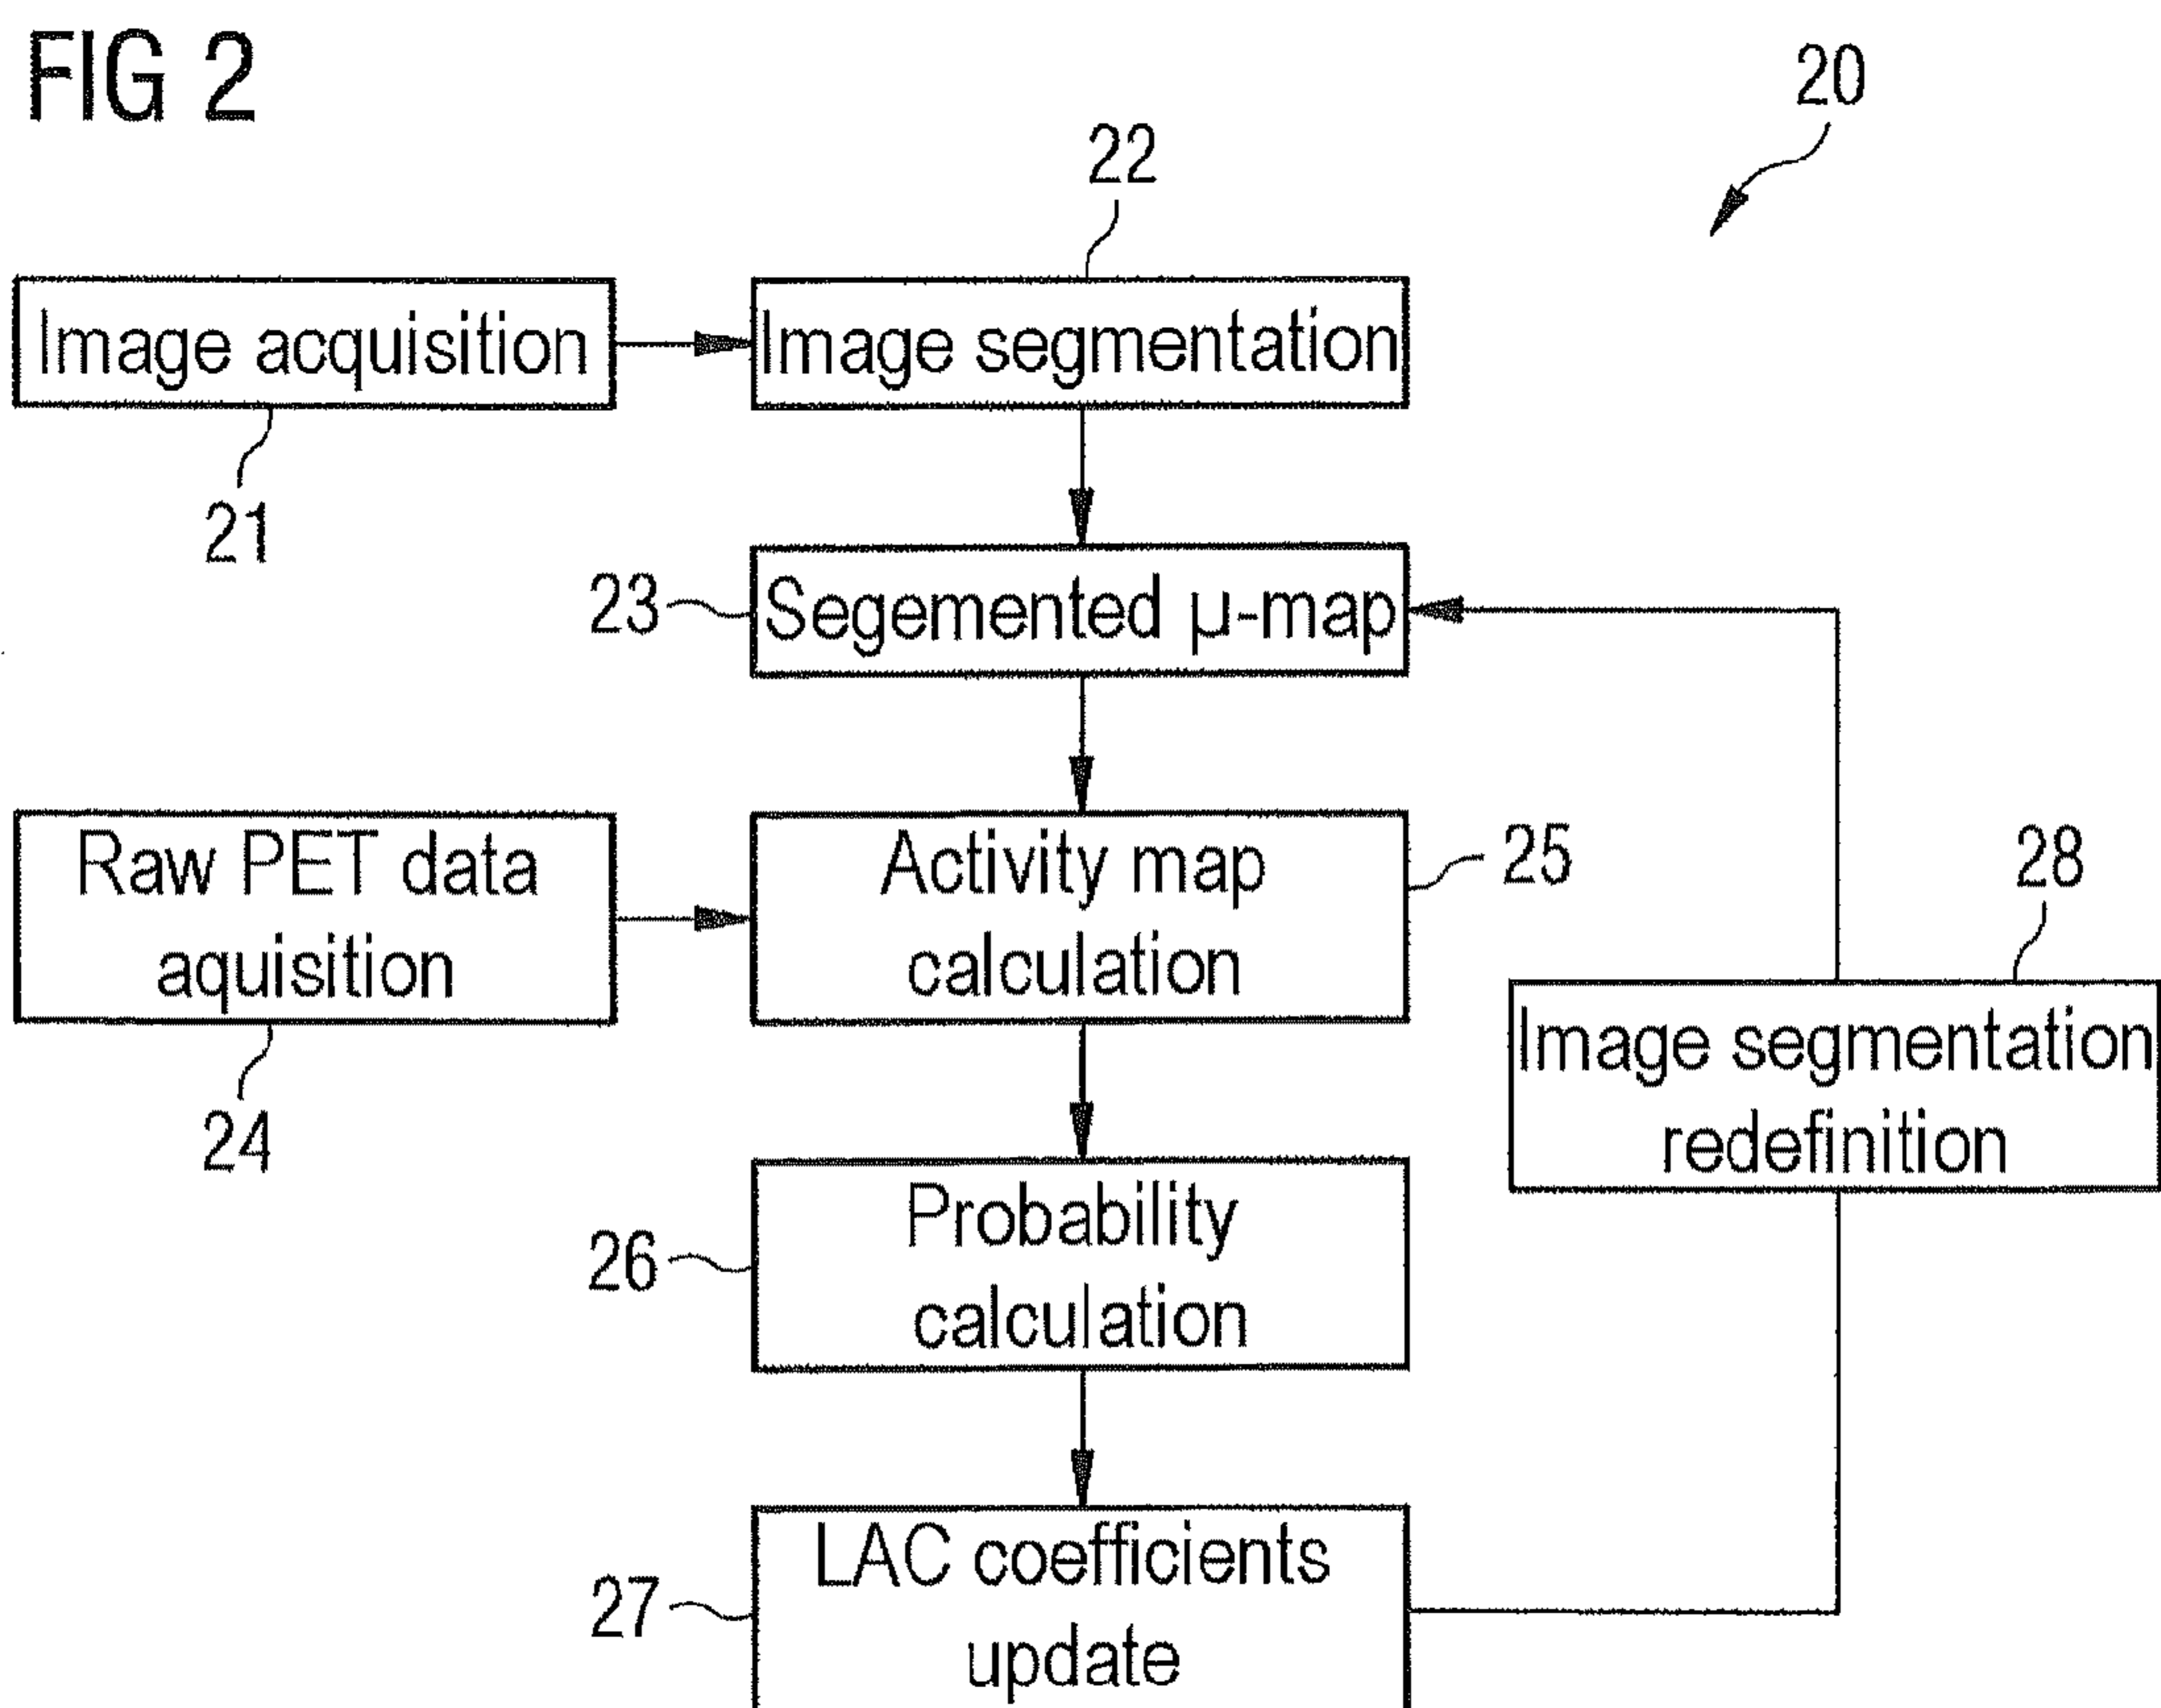 FIG 2
20
22
Image acquisition
Image segmentation
21
23
Segemented µ-map
Raw PET data
aquisition
24
Activity map
calculation
25
28
Image segmentation
redefinition
26
Probability
calculation
27
LAC coefficients
update